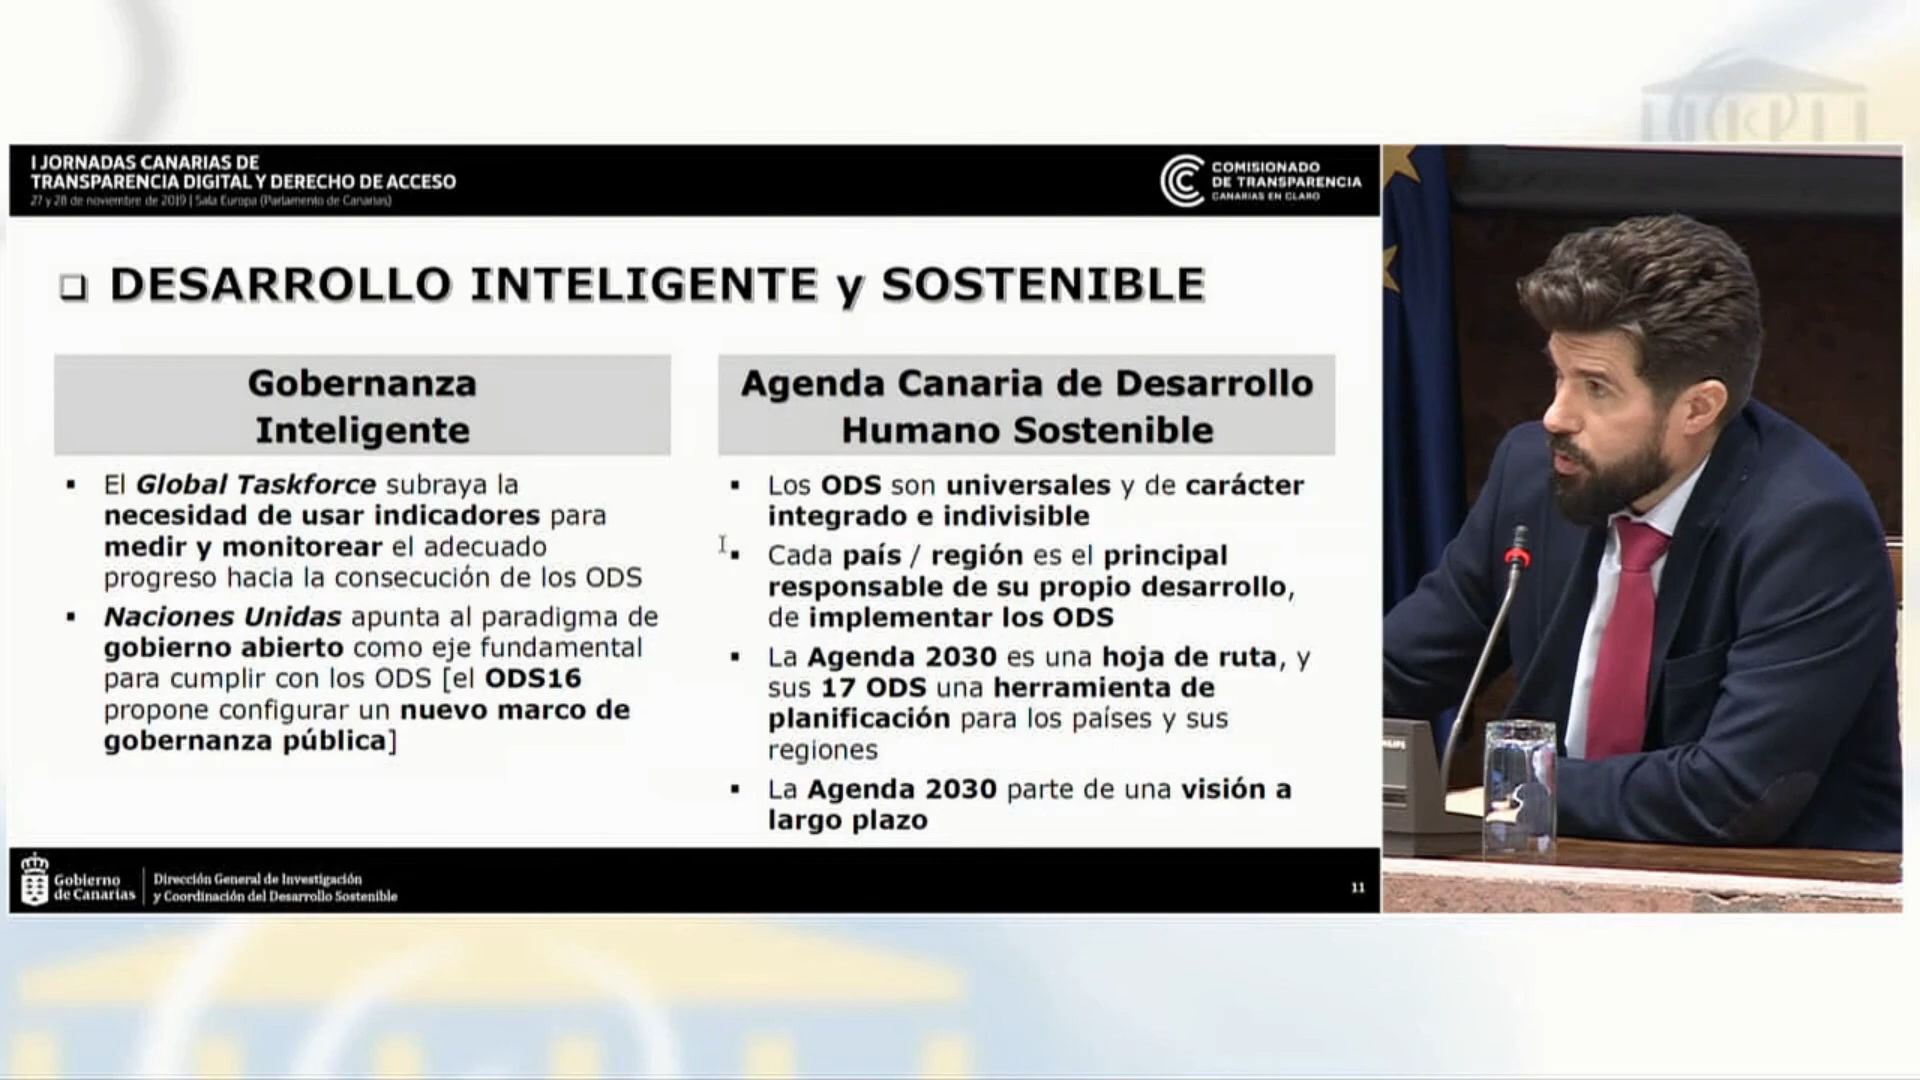 I JORNADAS CANARIAS DE
TRANSPARENCIA DIGITAL Y DERECHO DE ACCESO
27 y 28 de noviembre de 2019 | Sala Europa (Parlamento de Canarias)
COMISIONADO
DE TRANSPARENCIA
CANARIAS EN CLARO
DESARROLLO INTELIGENTE y SOSTENIBLE
Gobernanza
Inteligente
▪ El Global Taskforce subraya la
necesidad de usar indicadores para
medir y monitorear el adecuado
progreso hacia la consecución de los ODS
▪ Naciones Unidas apunta al paradigma de
gobierno abierto como eje fundamental
para cumplir con los ODS [el ODS16
propone configurar un nuevo marco de
gobernanza pública]
Agenda Canaria de Desarrollo
Humano Sostenible
▪ Los ODS son universales y de carácter
integrado e indivisible
▪ Cada país / región es el principal
responsable de su propio desarrollo,
de implementar los ODS
▪ La Agenda 2030 es una hoja de ruta, y
sus 17 ODS una herramienta de
planificación para los países y sus
regiones
▪ La Agenda 2030 parte de una visión a
largo plazo
Gobierno
de Canarias
Dirección General de Investigación
y Coordinación del Desarrollo Sostenible
11